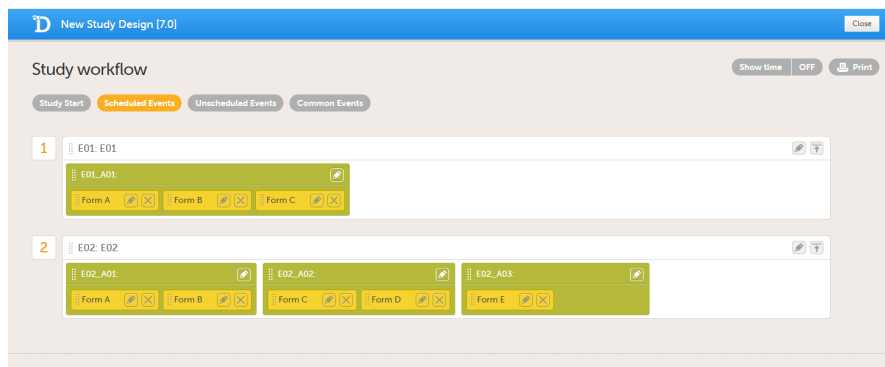 D New Study Design [7.0] Close
Study workflow
Show time OFF Print
Study Start Scheduled Events Unscheduled Events Common Events
1 E01: E01
E01_A01:
Form A Form B Form C
2 E02: E02
E02_A01: E02_A02: E02_A03:
Form A Form B Form C Form D Form E